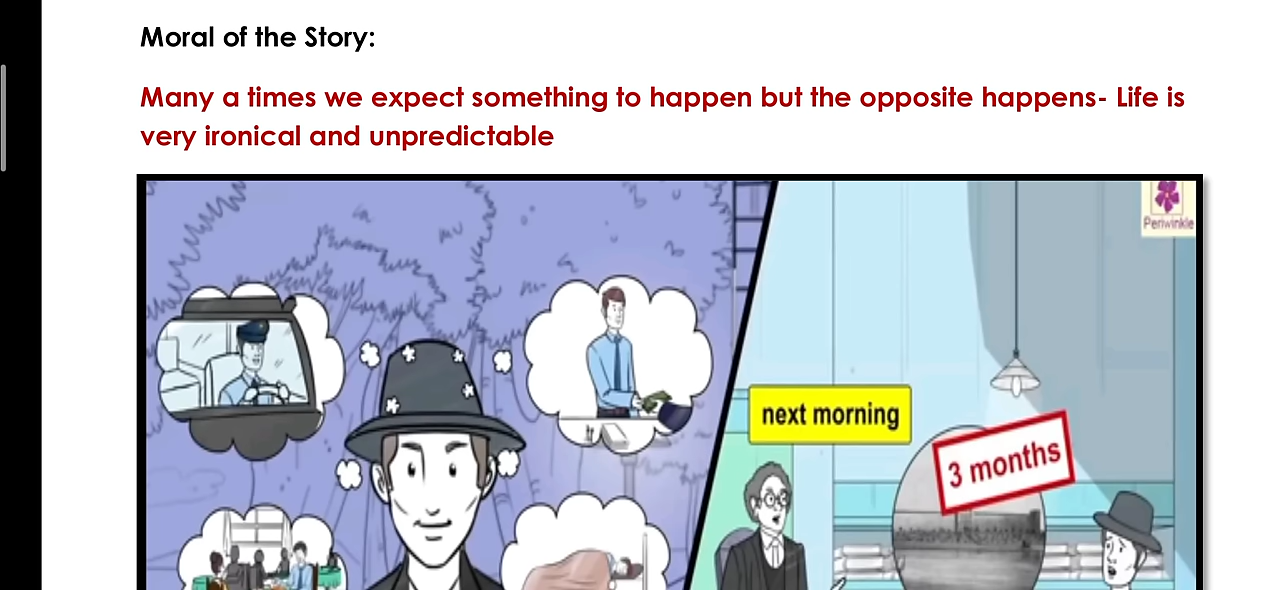 Moral of the Story:
Many a times we expect something to happen but the opposite happens- Life is
very ironical and unpredictable
Periwinkle
next morning
3 months